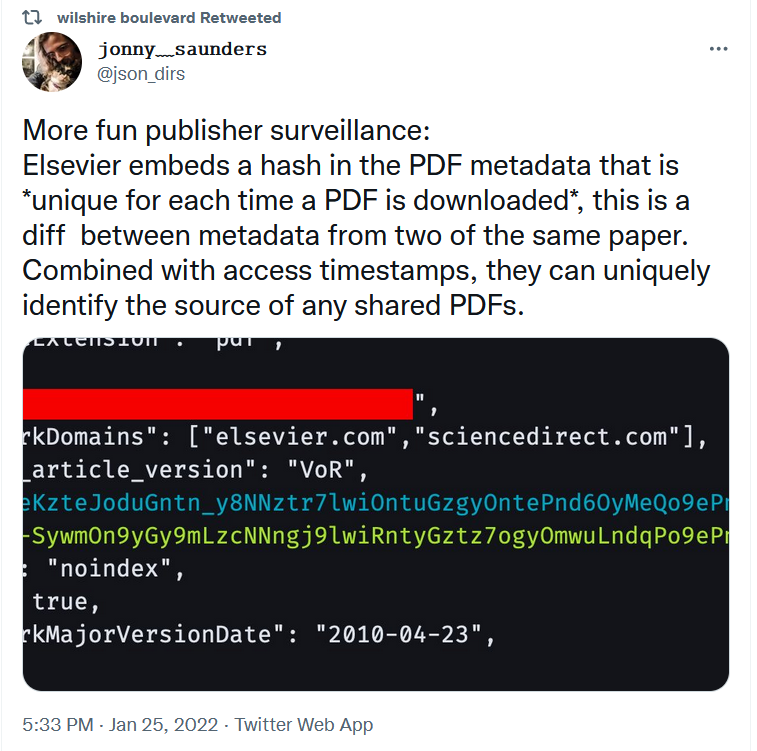 wilshire boulevard Retweeted
jonny__saunders
@json_dirs
More fun publisher surveillance:
Elsevier embeds a hash in the PDF metadata that is
*unique for each time a PDF is downloaded*, this is a
diff  between metadata from two of the same paper.
Combined with access timestamps, they can uniquely
identify the source of any shared PDFs.
Extension": "pdf",
",
rkDomains": ["elsevier.com","sciencedirect.com"],
_article_version": "VoR",
eKzteJoduGntn_y8NNztr7lwiOntuGzgyOntePnd6OyMeQo9ePn
-SywmOn9yGy9mLzcNNngj9lwiRntyGztz7ogyOmwuLndqPo9ePn
: "noindex",
true,
rkMajorVersionDate": "2010-04-23",
5:33 PM · Jan 25, 2022 · Twitter Web App